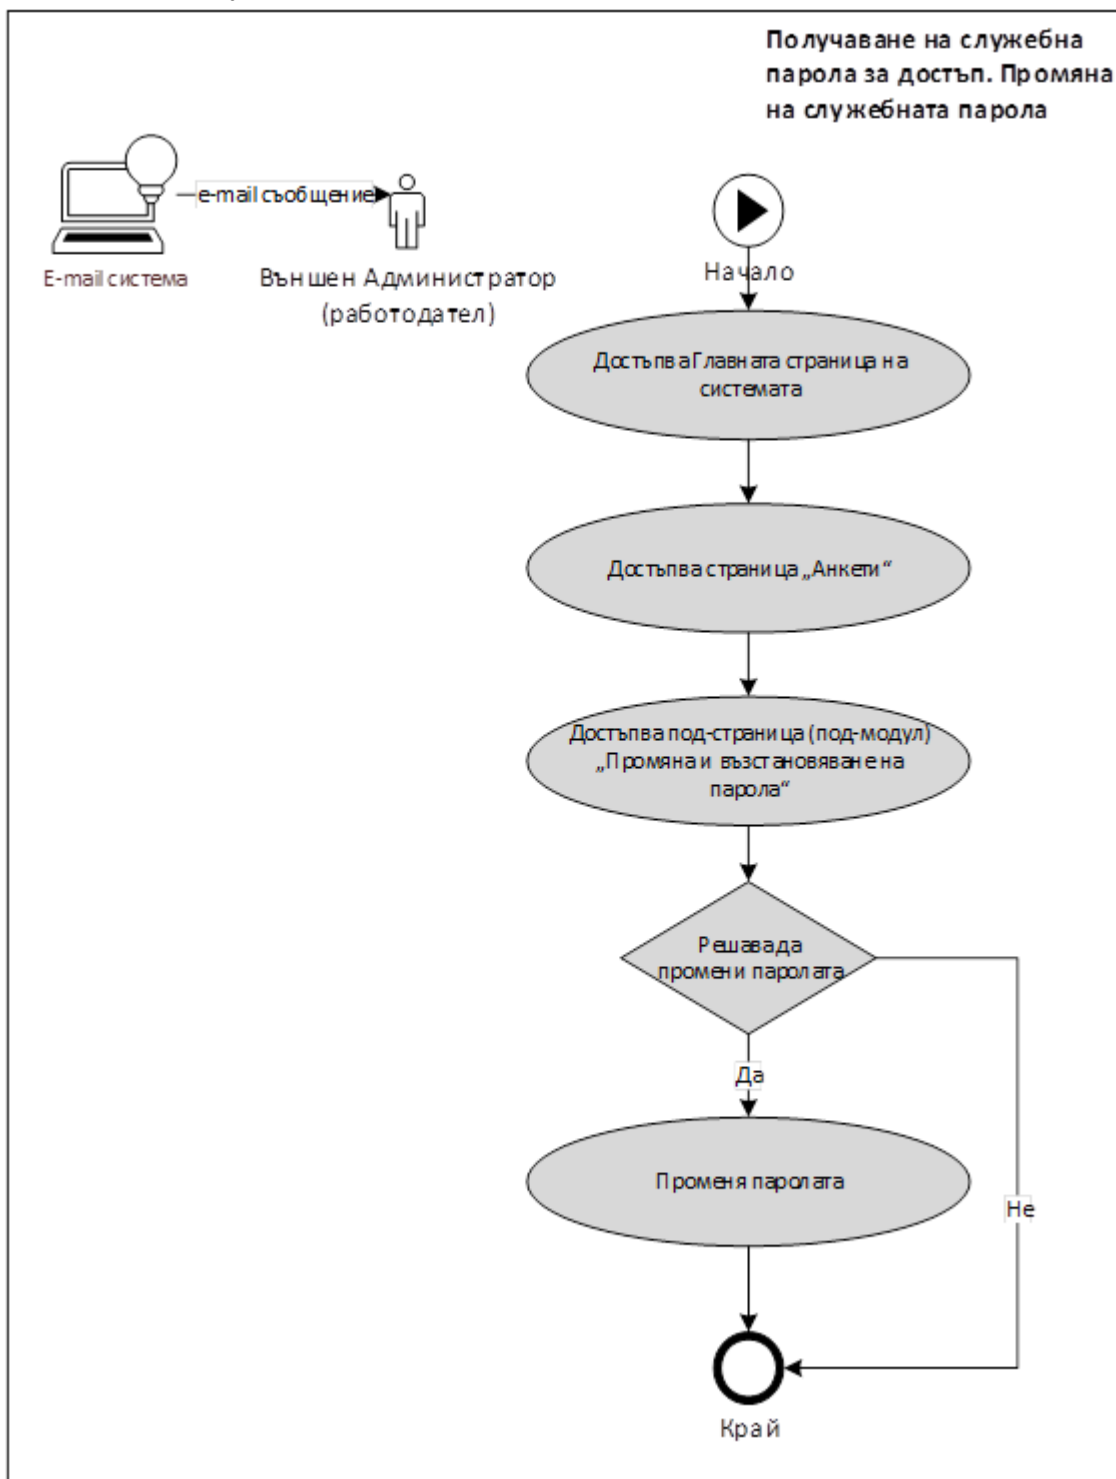 Получаване на служебна
парола за достъп. Промяна
на служебната парола
e-mail съобщение
E-mail система
Външен Администратор
(работодател)
Начало
Достъпва Главната страница на
системата
Достъпва страница „Анкети“
Достъпва под-страница (под-модул)
„Промяна и възстановяване на
парола“
Решава да
промени паролата
Да
Променя паролата
Не
Край